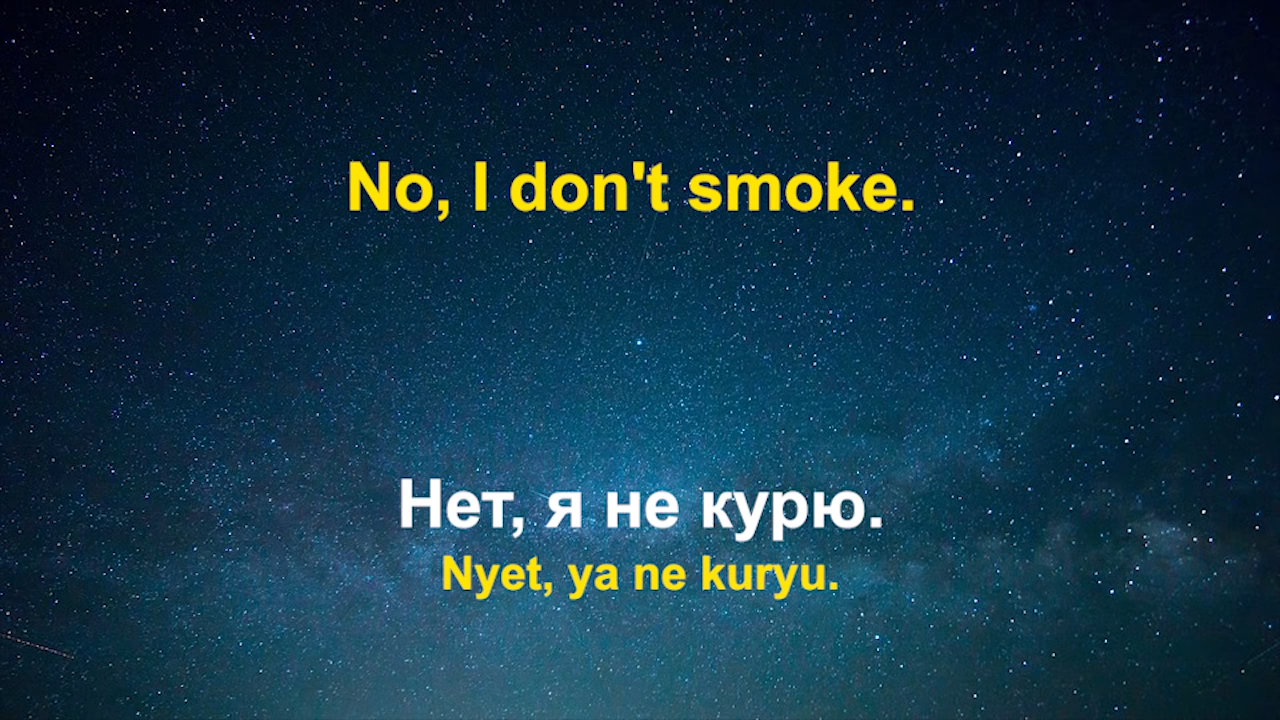 No, I don't smoke.
Нет, я не курю.
Nyet, ya ne kuryu.